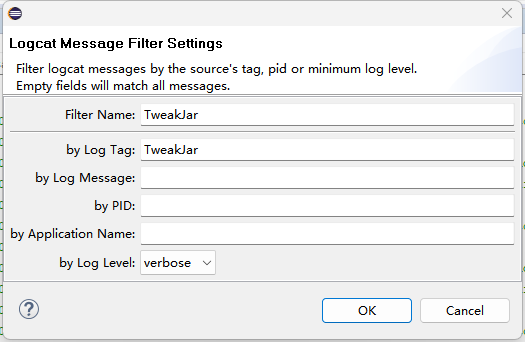 Logcat Message Filter Settings
Filter logcat messages by the source's tag, pid or minimum log level.
Empty fields will match all messages.
Filter Name: TweakJar
by Log Tag: TweakJar
by Log Message:
by PID:
by Application Name:
by Log Level: verbose
?
OK Cancel